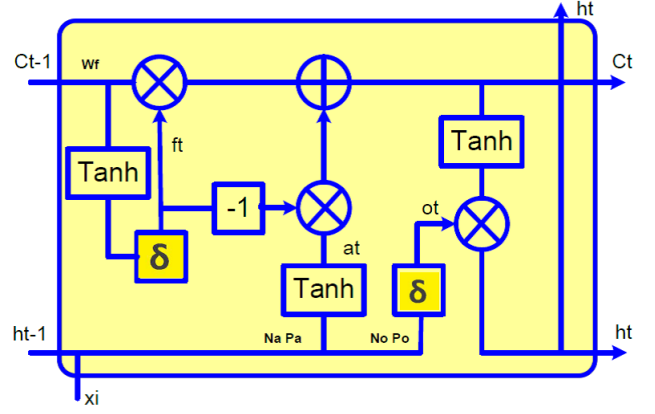 ht
Ct-1
Wf
Ct
ft
Tanh
Tanh
-1
ot
δ
at
Tanh
δ
ht-1
Na Pa
No Po
ht
xi